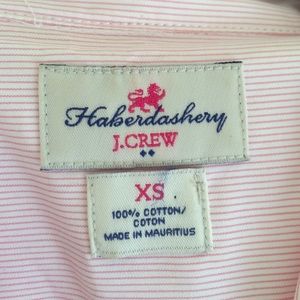 Haberdashery
J.CREW
XS
100% COTTON/
COTON
MADE IN MAURITIUS